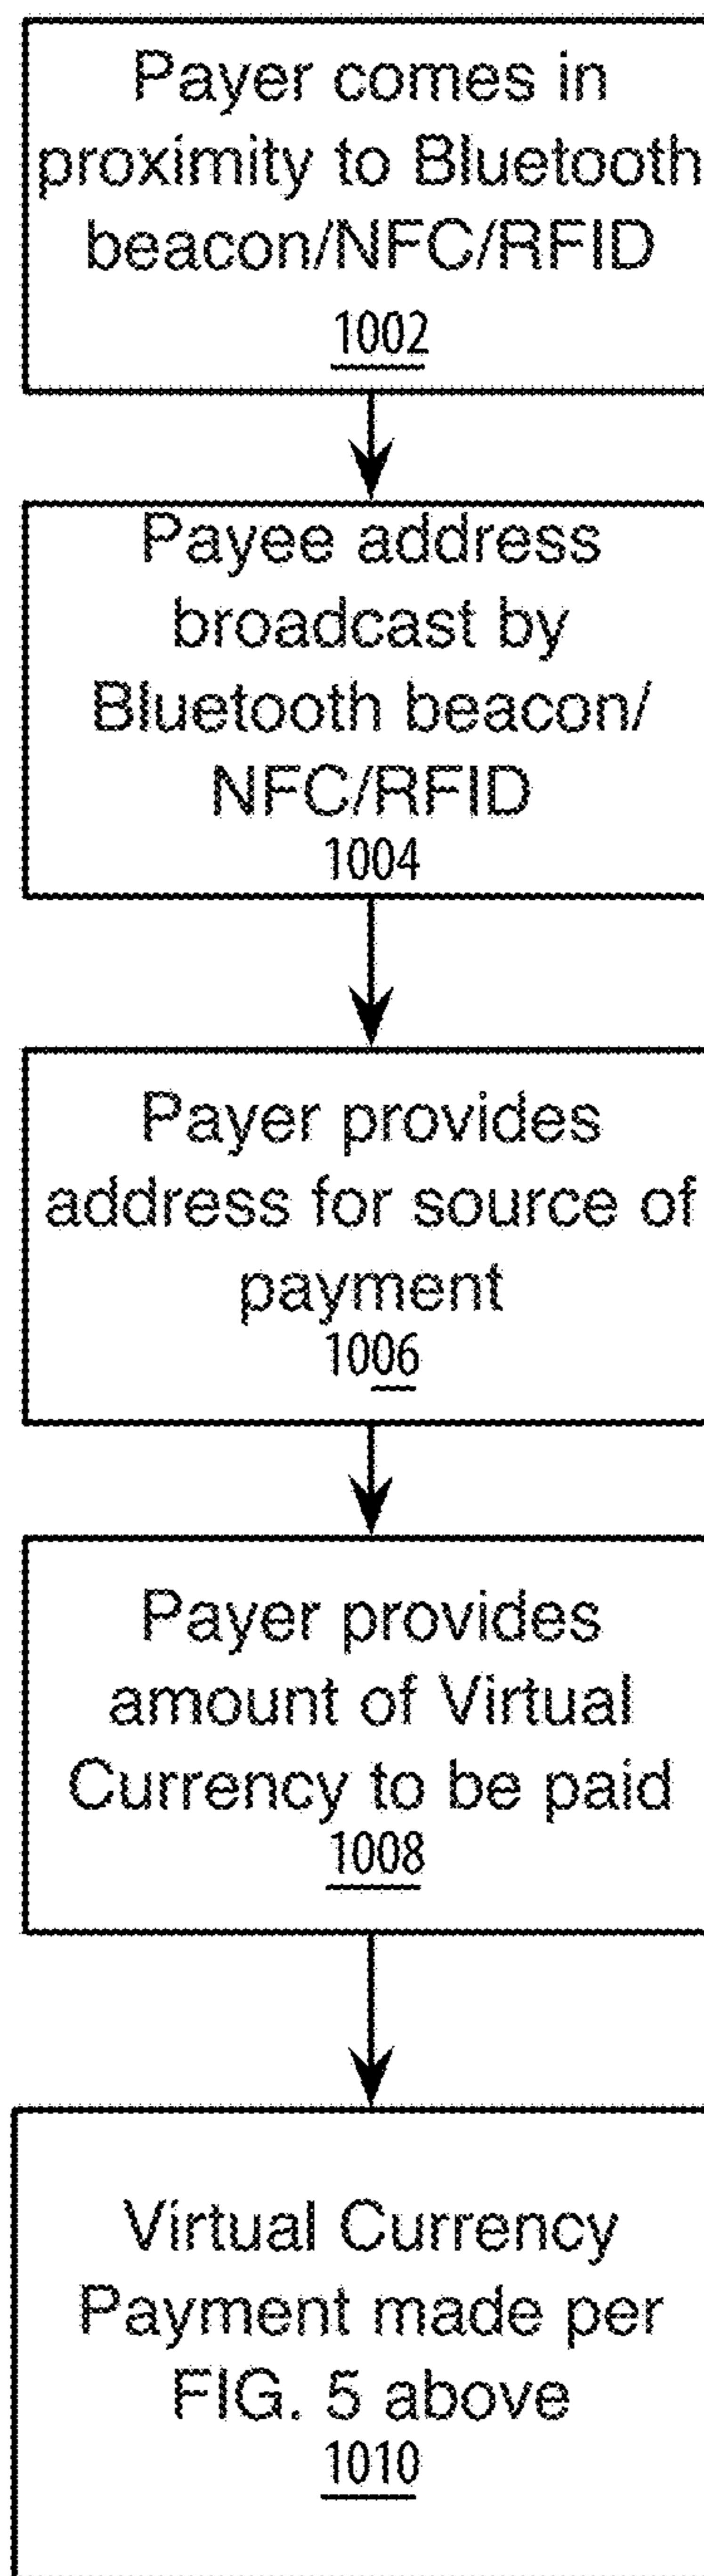 Payer comes in
proximity to Bluetooth
beacon/NFC/RFID
1002
Payee address
broadcast by
Bluetooth beacon/
NFC/RFID
1004
Payer provides
address for source of
payment
1006
Payer provides
amount of Virtual
Currency to be paid
1008
Virtual Currency
Payment made per
FIG. 5 above
1010